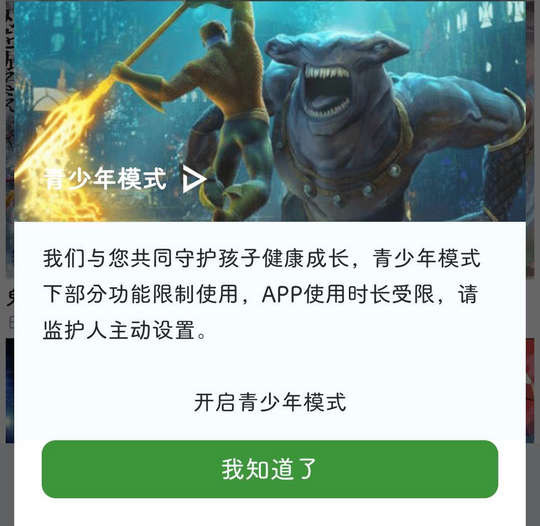 青少年模式
我们与您共同守护孩子健康成长，青少年模式
下部分功能限制使用，APP使用时长受限，请
监护人主动设置。
开启青少年模式
我知道了